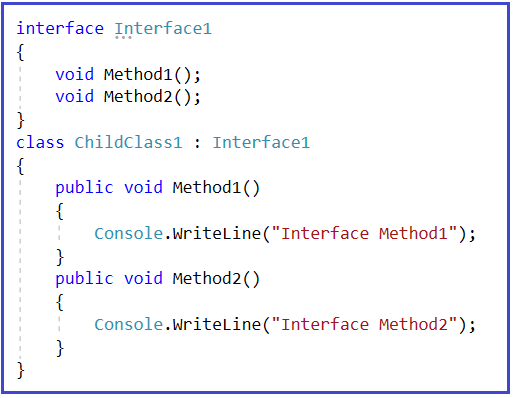 interface Interface1
{
    void Method1();
    void Method2();
}
class ChildClass1 : Interface1
{
    public void Method1()
    {
        Console.WriteLine("Interface Method1");
    }
    public void Method2()
    {
        Console.WriteLine("Interface Method2");
    }
}